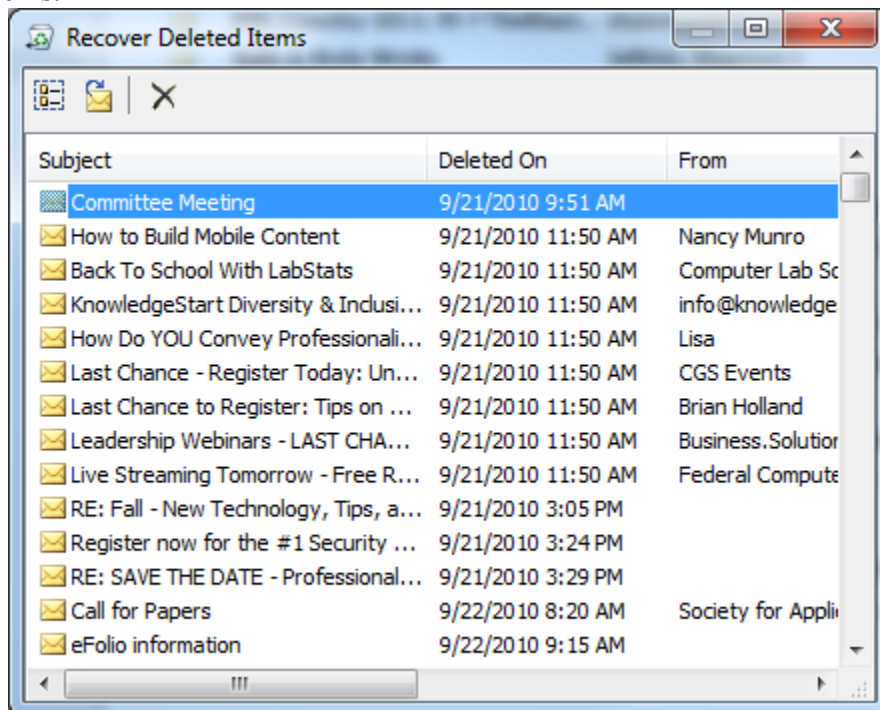 Recover Deleted Items
Subject Deleted On From
Committee Meeting 9/21/2010 9:51 AM
How to Build Mobile Content 9/21/2010 11:50 AM Nancy Munro
Back To School With LabStats 9/21/2010 11:50 AM Computer Lab So
KnowledgeStart Diversity & Inclusi... 9/21/2010 11:50 AM info@knowledge
How Do YOU Convey Professionali... 9/21/2010 11:50 AM Lisa
Last Chance - Register Today: Un... 9/21/2010 11:50 AM CGS Events
Last Chance to Register: Tips on ... 9/21/2010 11:50 AM Brian Holland
Leadership Webinars - LAST CHA... 9/21/2010 11:50 AM Business.Solution
Live Streaming Tomorrow - Free R... 9/21/2010 11:50 AM Federal Compute
RE: Fall - New Technology, Tips, a... 9/21/2010 3:05 PM
Register now for the #1 Security ... 9/21/2010 3:24 PM
RE: SAVE THE DATE - Professional... 9/21/2010 3:29 PM
Call for Papers 9/22/2010 8:20 AM Society for Appli
eFolio information 9/22/2010 9:15 AM